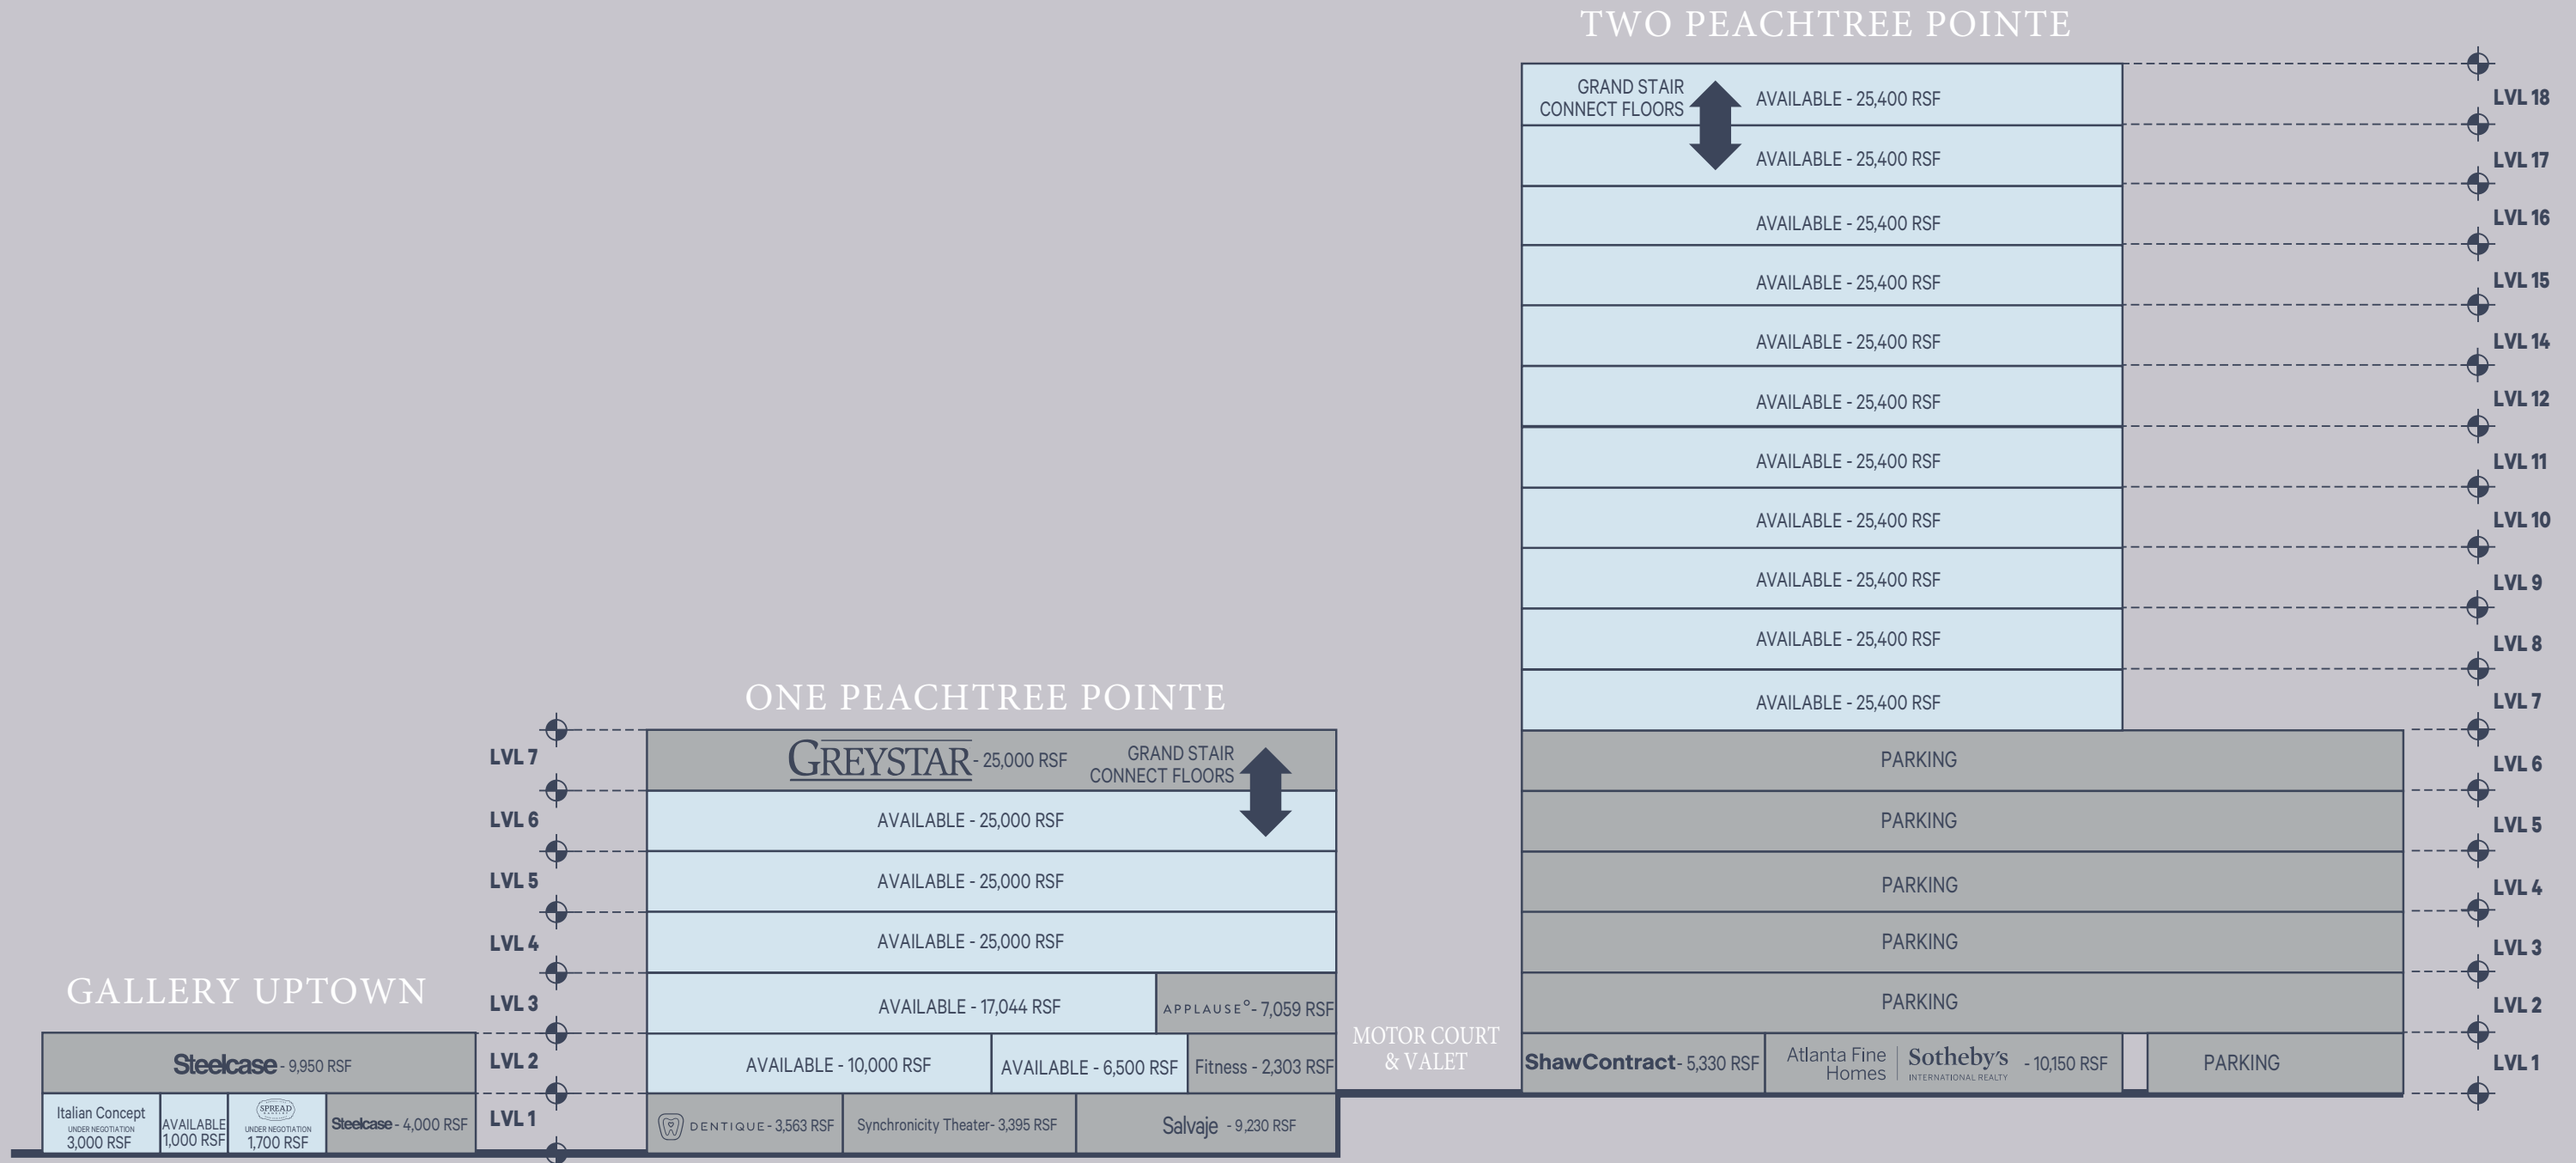 TWO PEACHTREE POINTE
GRAND STAIR
CONNECT FLOORS
AVAILABLE - 25,400 RSF
LVL 18
AVAILABLE - 25,400 RSF
LVL 17
AVAILABLE - 25,400 RSF
LVL 16
AVAILABLE - 25,400 RSF
LVL 15
AVAILABLE - 25,400 RSF
LVL 14
AVAILABLE - 25,400 RSF
LVL 12
AVAILABLE - 25,400 RSF
LVL 11
AVAILABLE - 25,400 RSF
LVL 10
AVAILABLE - 25,400 RSF
LVL 9
AVAILABLE - 25,400 RSF
LVL 8
AVAILABLE - 25,400 RSF
LVL 7
PARKING
LVL 6
PARKING
LVL 5
PARKING
LVL 4
PARKING
LVL 3
PARKING
LVL 2
ShawContract - 5,330 RSF
Atlanta Fine
Homes
Sotheby's
INTERNATIONAL REALTY
- 10,150 RSF
PARKING
LVL 1
ONE PEACHTREE POINTE
LVL 7
GREYSTAR - 25,000 RSF
GRAND STAIR
CONNECT FLOORS
LVL 6
AVAILABLE - 25,000 RSF
LVL 5
AVAILABLE - 25,000 RSF
LVL 4
AVAILABLE - 25,000 RSF
LVL 3
AVAILABLE - 17,044 RSF
APPLAUSE° - 7,059 RSF
LVL 2
AVAILABLE - 10,000 RSF
AVAILABLE - 6,500 RSF
Fitness - 2,303 RSF
LVL 1
DENTIQUE - 3,563 RSF
Synchronicity Theater- 3,395 RSF
Salvaje - 9,230 RSF
MOTOR COURT
& VALET
GALLERY UPTOWN
Steelcase - 9,950 RSF
Italian Concept
UNDER NEGOTIATION
3,000 RSF
AVAILABLE
1,000 RSF
SPREAD
UNDER NEGOTIATION
1,700 RSF
Steelcase - 4,000 RSF